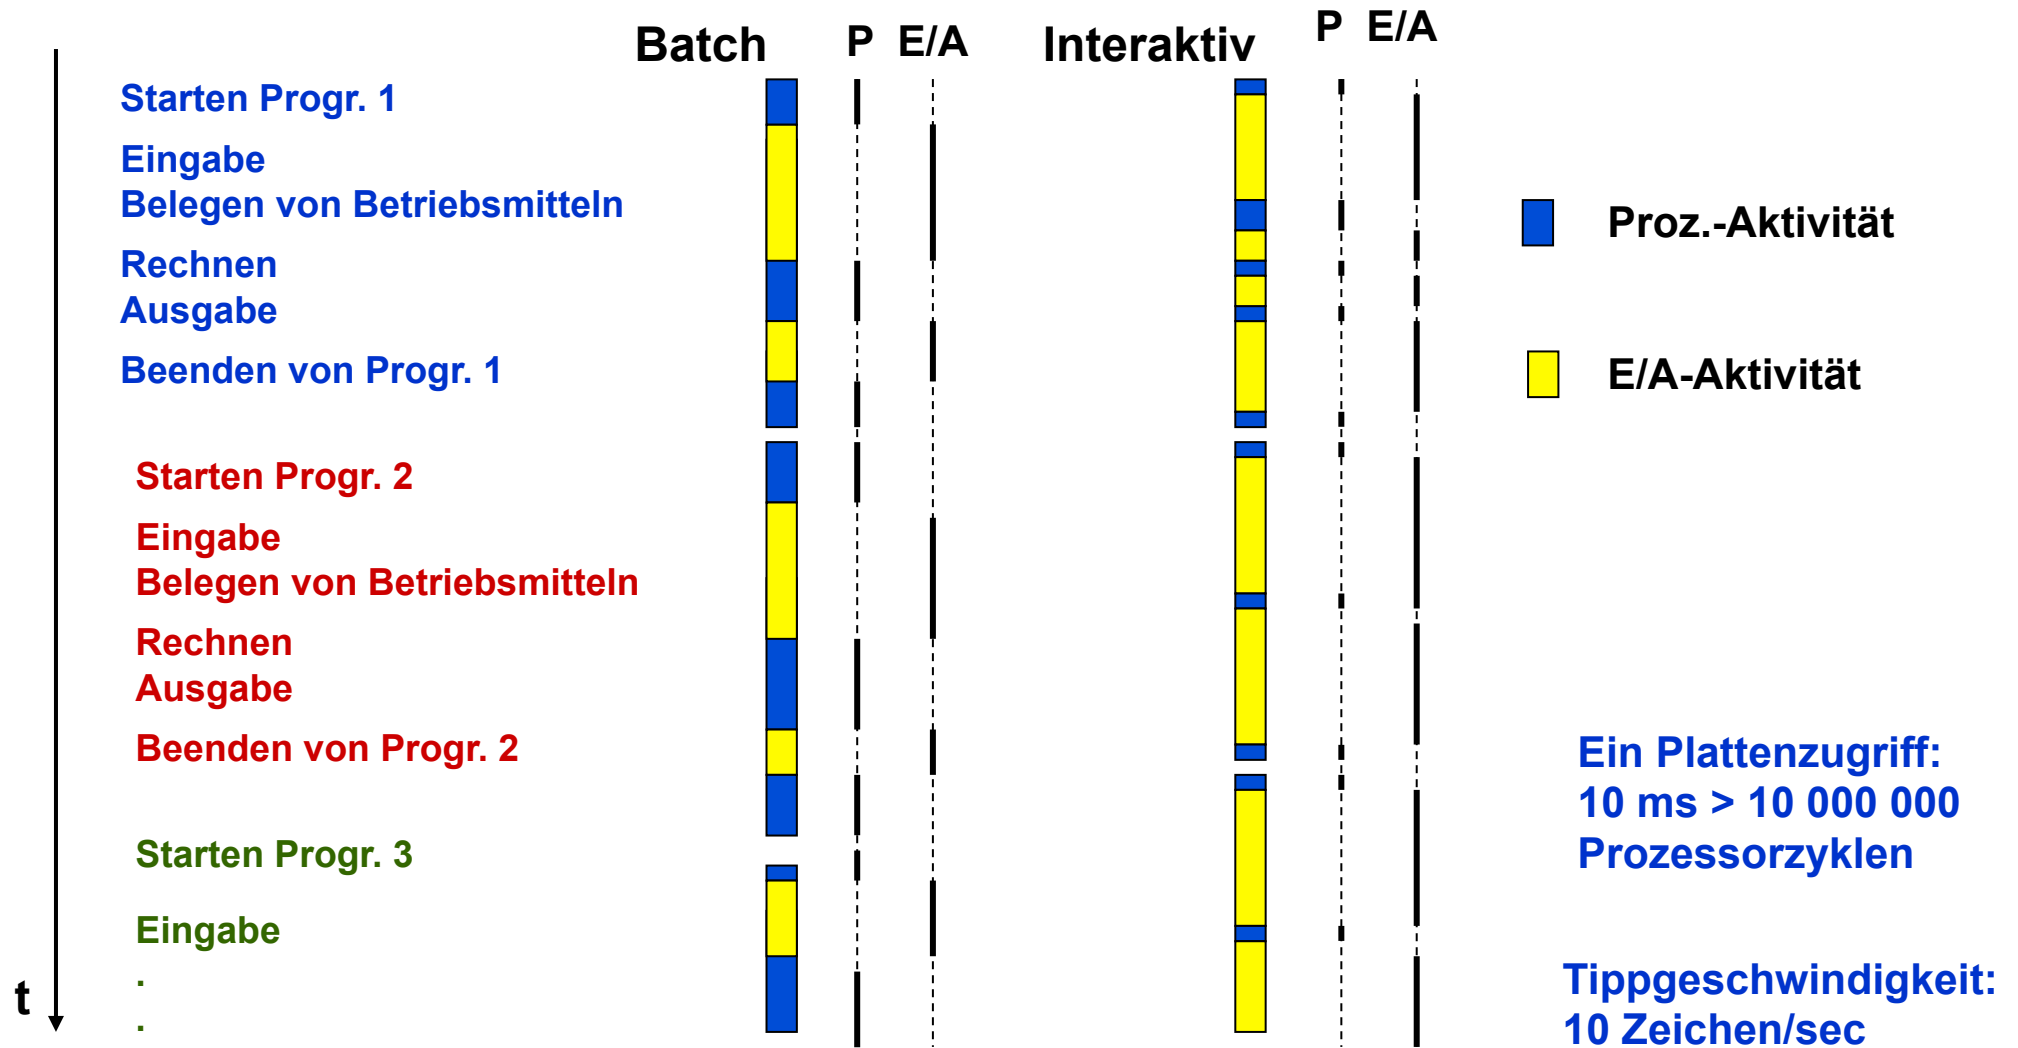 Batch
P E/A
Interaktiv
P E/A
Starten Progr. 1
Eingabe
Belegen von Betriebsmitteln
Rechnen
Ausgabe
Beenden von Progr. 1
Starten Progr. 2
Eingabe
Belegen von Betriebsmitteln
Rechnen
Ausgabe
Beenden von Progr. 2
Starten Progr. 3
Eingabe
.
.
t
Proz.-Aktivität
E/A-Aktivität
Ein Plattenzugriff:
10 ms > 10 000 000
Prozessorzyklen
Tippgeschwindigkeit:
10 Zeichen/sec